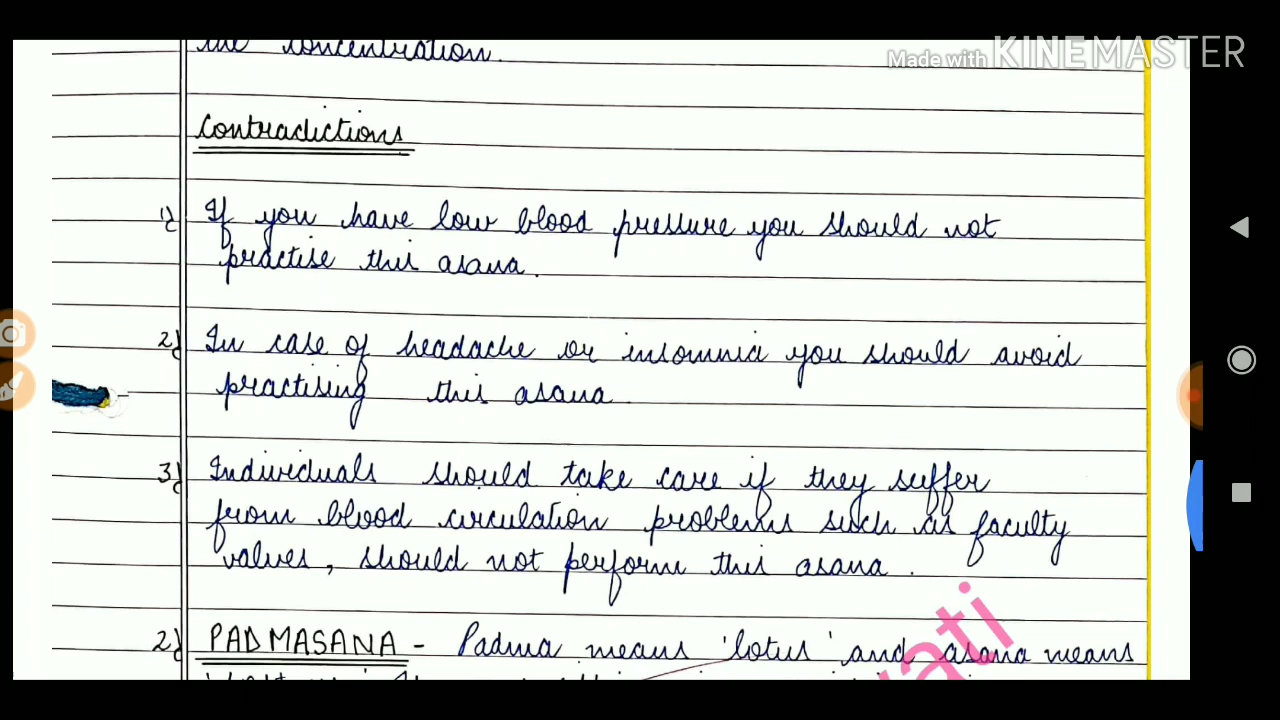 the concentration.
Made with KINEMASTER
Contradictions
1) If you have low blood pressure you should not
practise this asana.
2) In case of headache or insomnia you should avoid
practising this asana.
3) Individuals should take care if they suffer
from blood circulation problems such as faculty
valves, should not perform this asana.
2) PADMASANA - Padma means 'lotus' and asana means